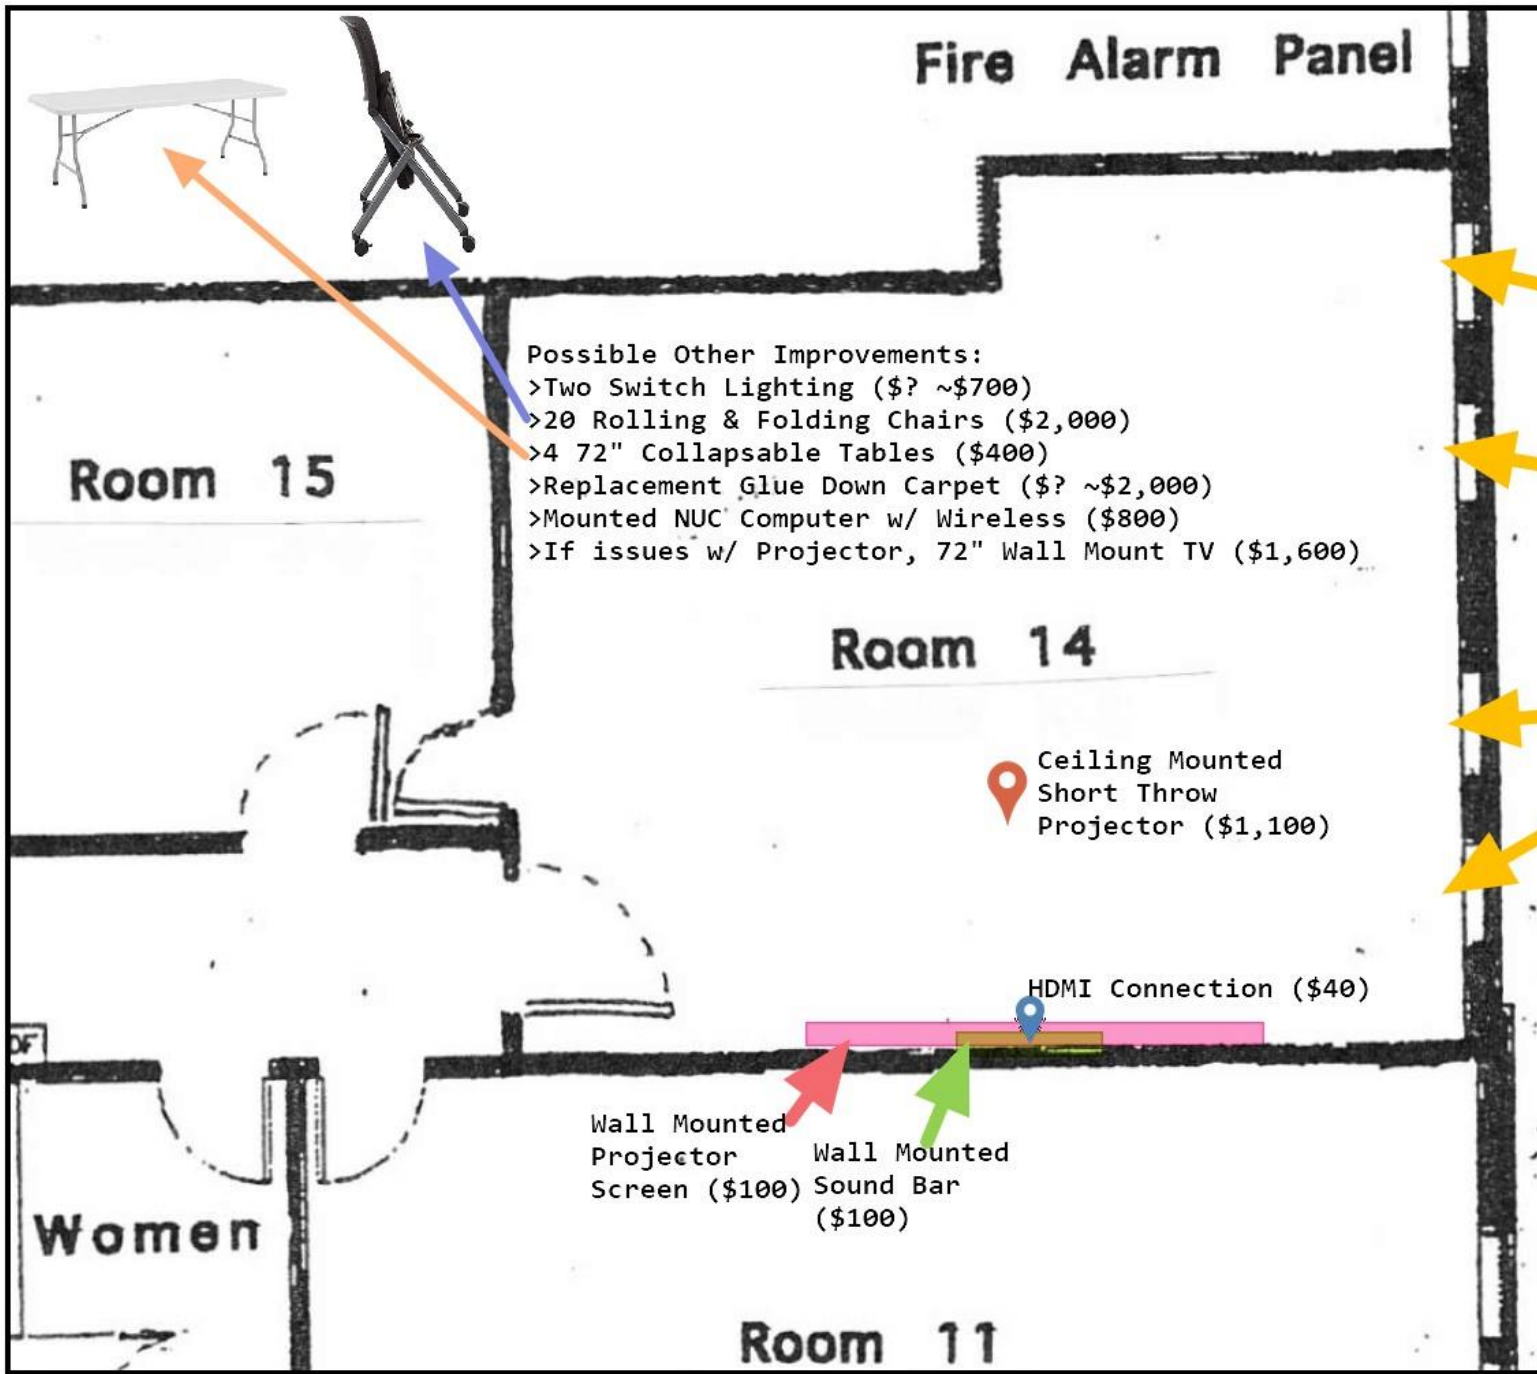 Fire Alarm Panel
Possible Other Improvements:
>Two Switch Lighting ($? ~$700)
>20 Rolling & Folding Chairs ($2,000)
>4 72" Collapsable Tables ($400)
>Replacement Glue Down Carpet ($? ~$2,000)
>Mounted NUC Computer w/ Wireless ($800)
>If issues w/ Projector, 72" Wall Mount TV ($1,600)
Room 15
Room 14
Ceiling Mounted
Short Throw
Projector ($1,100)
HDMI Connection ($40)
DF
Wall Mounted
Projector
Screen ($100)
Wall Mounted
Sound Bar
($100)
Women
Room 11